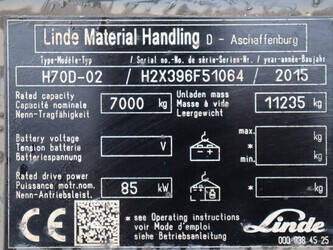 Linde Material Handling D - Aschaffenburg
Type-Modèle-Typ / Serial no.-No. de série-Serien-Nr. / year-année-Baujahr
H70D-02 / H2X396F51064 / 2015
Rated capacity
Capacité nominale
Nenn-Tragfähigkeit
7000 kg
Unladen mass
Masse à vide
Leergewicht
11235 kg
Battery voltage
Tension batterie
Batteriespannung
V
max. kg
min. kg
Rated drive power
Puissance motr.nom.
Nenn-Antriebsleist.
85 kW
kg
CE
* see Operating instructions
voir Mode d'emploi
siehe Betriebsanleitung
Linde
000 938 45 25